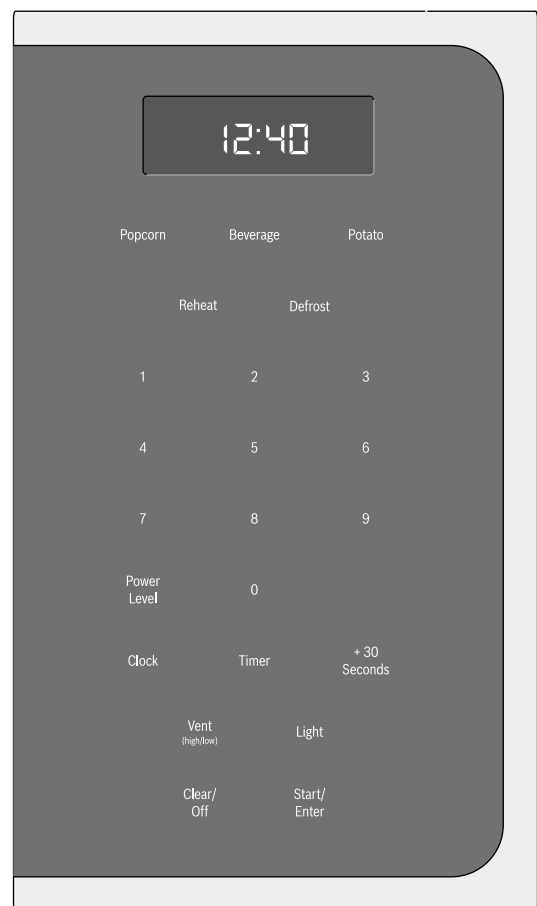 12:40
Popcorn Beverage Potato
Reheat Defrost
1 2 3
4 5 6
7 8 9
Power
Level
0
Clock Timer
+ 30
Seconds
Vent
(high/low)
Light
Clear/
Off
Start/
Enter